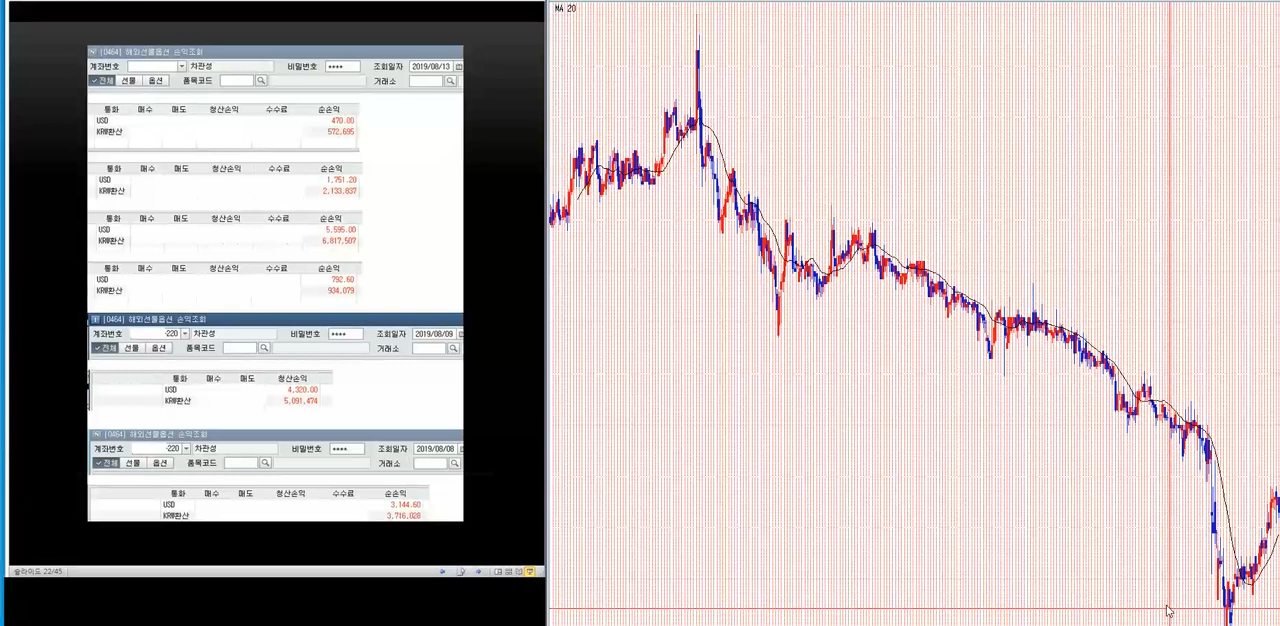 MA 20
[0464] 해외선물옵션 손익조회
계좌번호 차관성 비밀번호 **** 조회일자 2019/08/13
전체 선물 옵션 품목코드 거래소
통화 매수 매도 청산손익 수수료 순손익
USD 470.00
KRW환산 572,695
통화 매수 매도 청산손익 수수료 순손익
USD 1,751.20
KRW환산 2,133,837
통화 매수 매도 청산손익 수수료 순손익
USD 5,595.00
KRW환산 6,817,507
통화 매수 매도 청산손익 수수료 순손익
USD 792.60
KRW환산 934,079
[0464] 해외선물옵션 손익조회
계좌번호 -220 차관성 비밀번호 **** 조회일자 2019/08/09
전체 선물 옵션 품목코드 거래소
통화 매수 매도 청산손익
USD 4,320.00
KRW환산 5,091,474
[0464] 해외선물옵션 손익조회
계좌번호 -220 차관성 비밀번호 **** 조회일자 2019/08/08
전체 선물 옵션 품목코드 거래소
통화 매수 매도 청산손익 수수료 순손익
USD 3,144.60
KRW환산 3,716,028
슬라이드 22/45